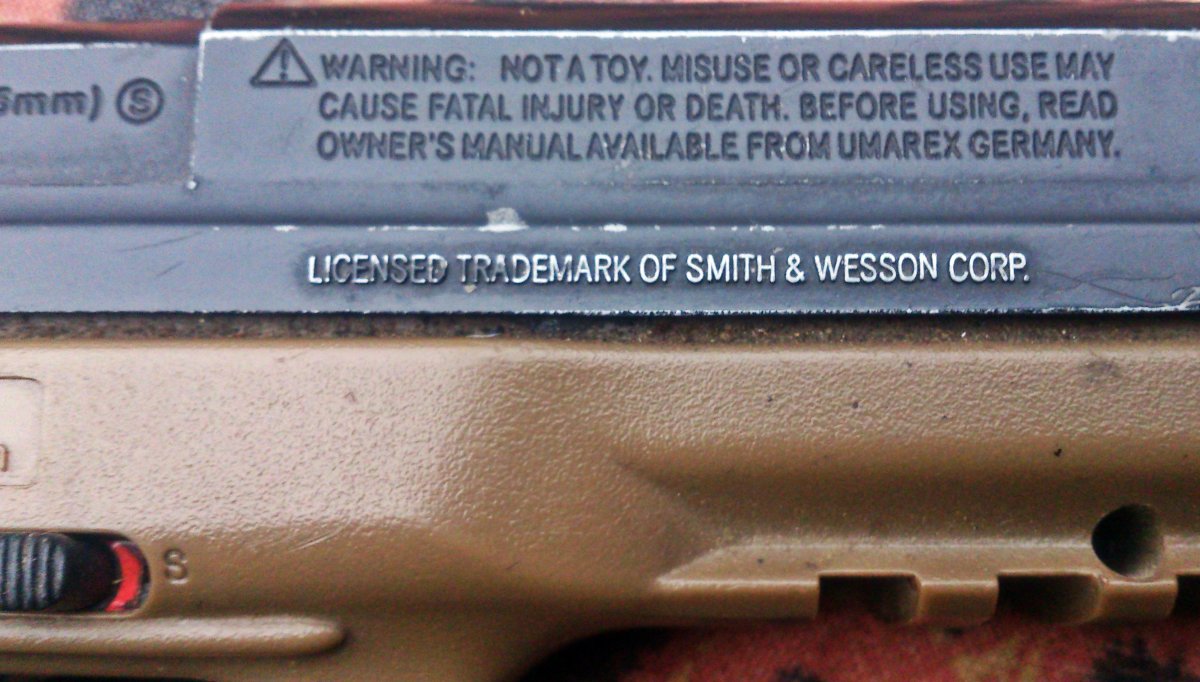 5mm) Ⓢ
WARNING: NOT A TOY. MISUSE OR CARELESS USE MAY
CAUSE FATAL INJURY OR DEATH. BEFORE USING, READ
OWNER'S MANUAL AVAILABLE FROM UMAREX GERMANY.
LICENSED TRADEMARK OF SMITH & WESSON CORP.
S